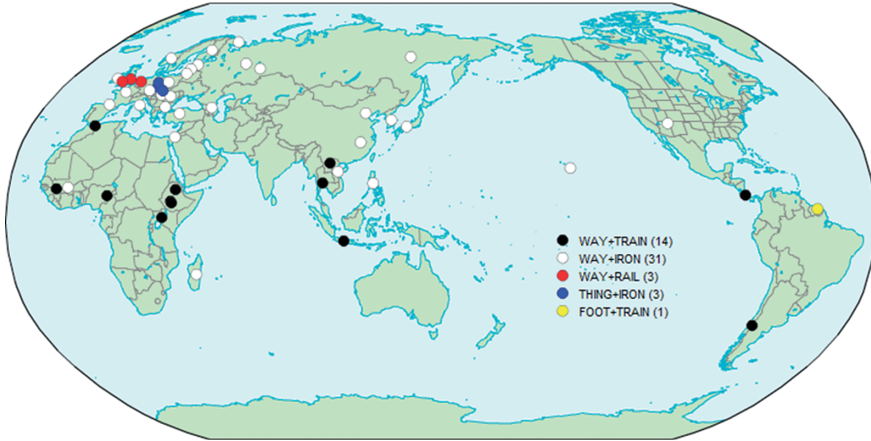 WAY+TRAIN (14)
WAY+IRON (31)
WAY+RAIL (3)
THING+IRON (3)
FOOT+TRAIN (1)